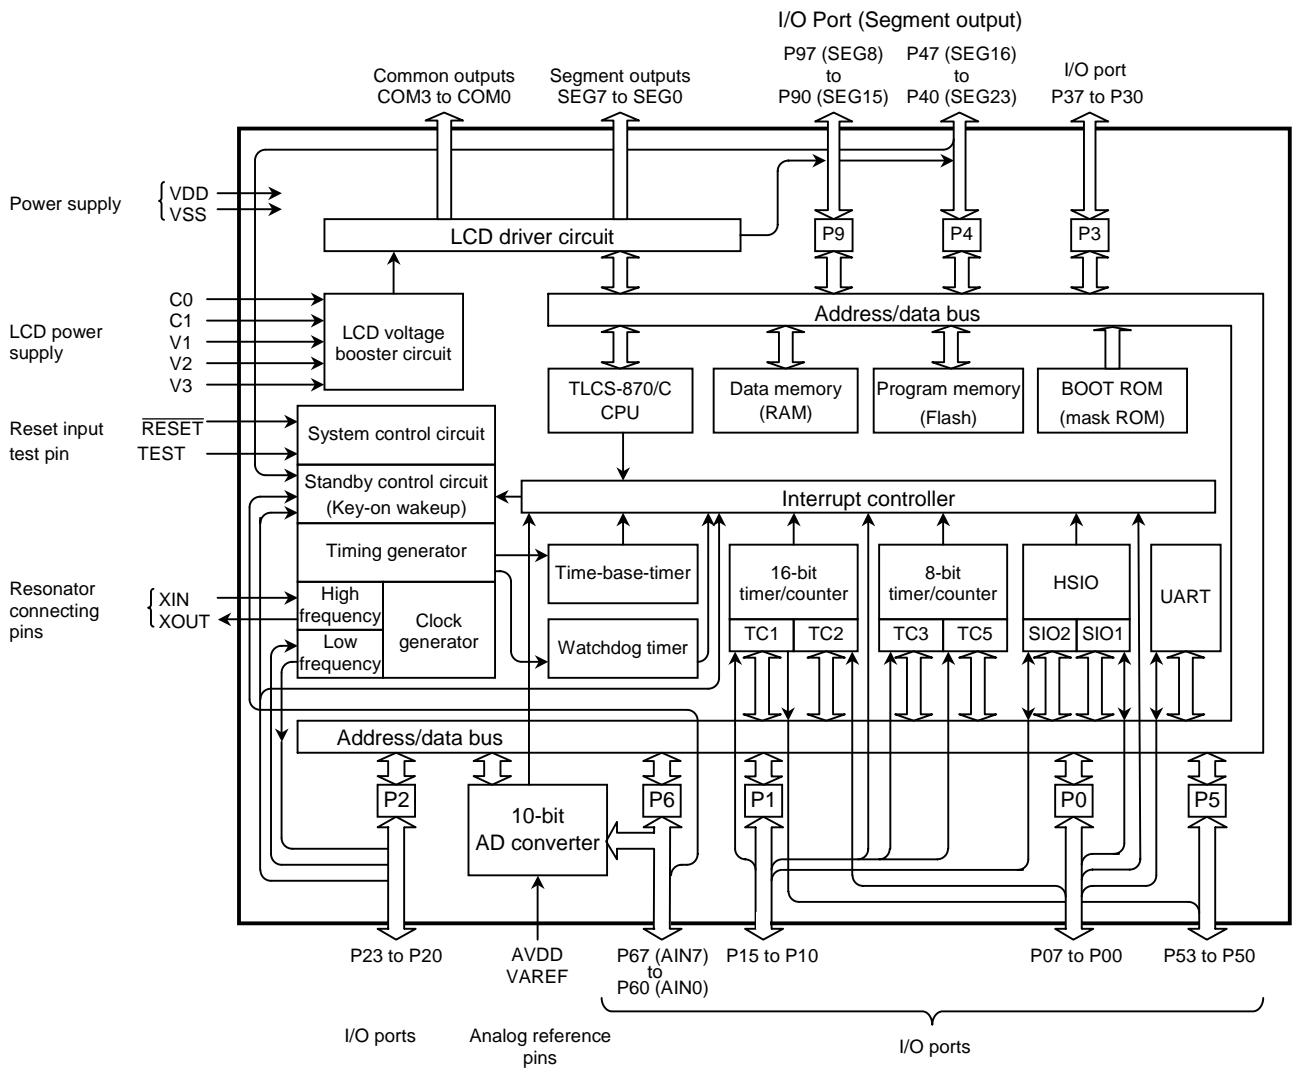 I/O Port (Segment output)
P97 (SEG8)
to
P90 (SEG15)
P47 (SEG16)
to
P40 (SEG23)
I/O port
P37 to P30
Common outputs
COM3 to COM0
Segment outputs
SEG7 to SEG0
Power supply
VDD
VSS
LCD driver circuit
P9
P4
P3
LCD power
supply
C0
C1
V1
V2
V3
LCD voltage
booster circuit
Address/data bus
TLCS-870/C
CPU
Data memory
(RAM)
Program memory
(Flash)
BOOT ROM
(mask ROM)
Reset input
test pin
RESET
TEST
System control circuit
Standby control circuit
(Key-on wakeup)
Interrupt controller
Timing generator
Time-base-timer
16-bit
timer/counter
8-bit
timer/counter
HSIO
UART
Resonator
connecting
pins
XIN
XOUT
High
frequency
Low
frequency
Clock
generator
Watchdog timer
TC1
TC2
TC3
TC5
SIO2
SIO1
Address/data bus
P2
10-bit
AD converter
P6
P1
P0
P5
P23 to P20
AVDD
VAREF
P67 (AIN7)
to
P60 (AIN0)
P15 to P10
P07 to P00
P53 to P50
I/O ports
Analog reference
pins
I/O ports